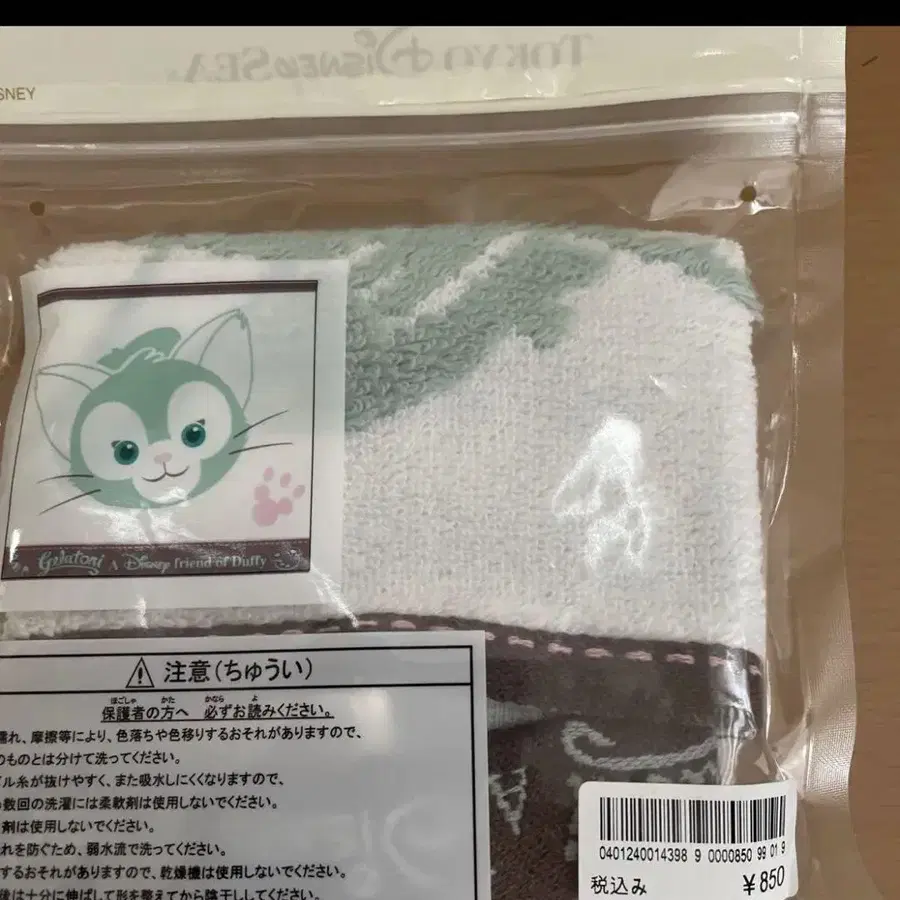 TOKYO DISNEYSEA
SNEY
Gelatoni A Disney friend of Duffy
注意(ちゅうい)
ほごしゃ かた かなら よ
保護者の方へ 必ずお読みください。
濡れ、摩擦等により、色落ちや色移りするおそれがありますので、
のものとは分けて洗ってください。
ル糸が抜けやすく、また吸水しにくくなりますので、
数回の洗濯には柔軟剤は使用しないでください。
剤は使用しないでください。
れを防ぐため、弱水流で洗ってください。
するおそれがありますので、乾燥機は使用しないでください。
後は十分に伸ばして形を整えてから陰干ししてください。
0401240014398 9 0000850 99 01 9
税込み ¥850